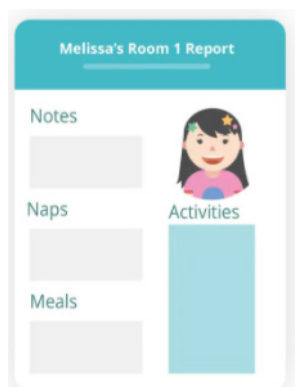 Melissa's Room 1 Report
Notes
Naps
Activities
Meals